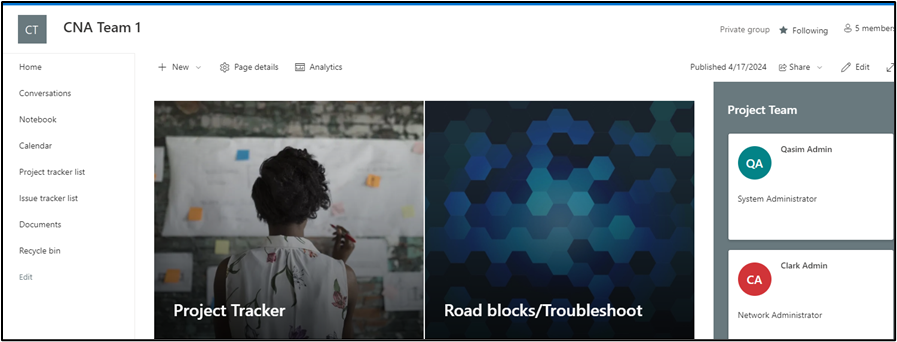 CT CNA Team 1
Private group Following 5 members
Home
Conversations
Notebook
Calendar
Project tracker list
Issue tracker list
Documents
Recycle bin
Edit
New Page details Analytics
Published 4/17/2024 Share Edit
Project Tracker
Road blocks/Troubleshoot
Project Team
QA Qasim Admin
System Administrator
CA Clark Admin
Network Administrator